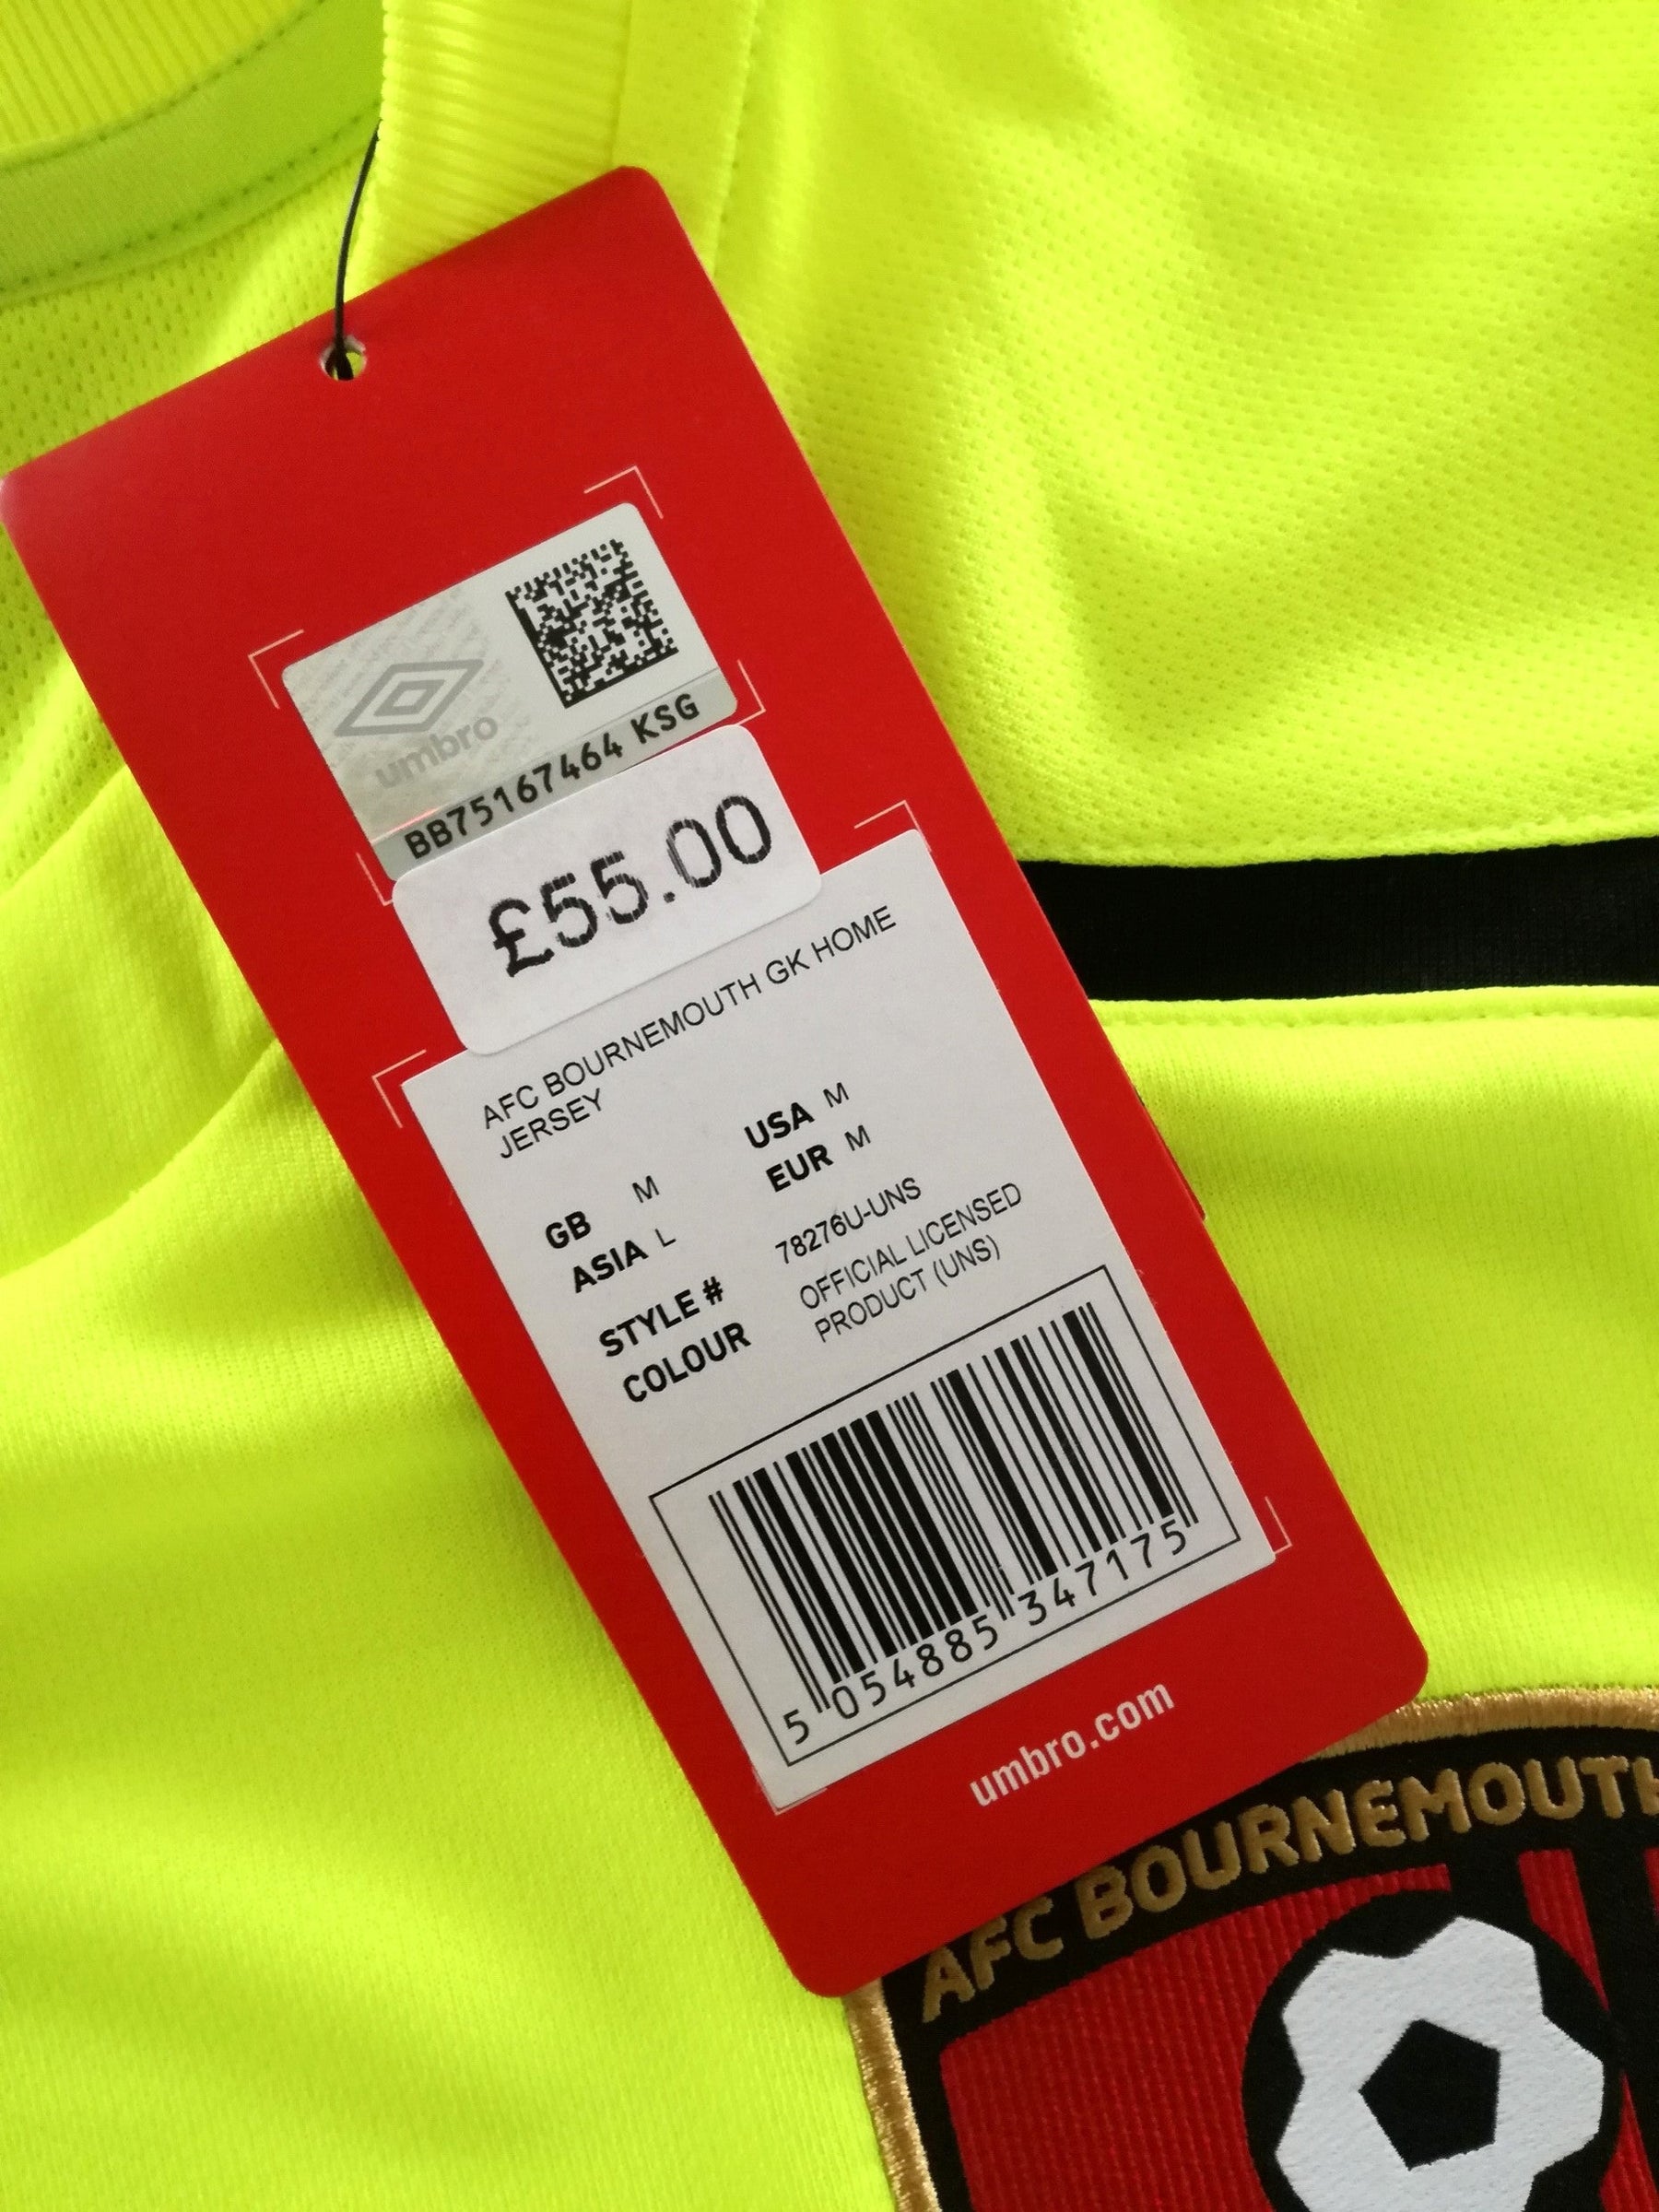 umbro
BB75167464 KSG
£55.00
AFC BOURNEMOUTH GK HOME
JERSEY
GB M USA M
ASIA L EUR M
STYLE # 78276U-UNS
COLOUR OFFICIAL LICENSED
PRODUCT (UNS)
5 054885 347175
umbro.com
AFC BOURNEMOUTH